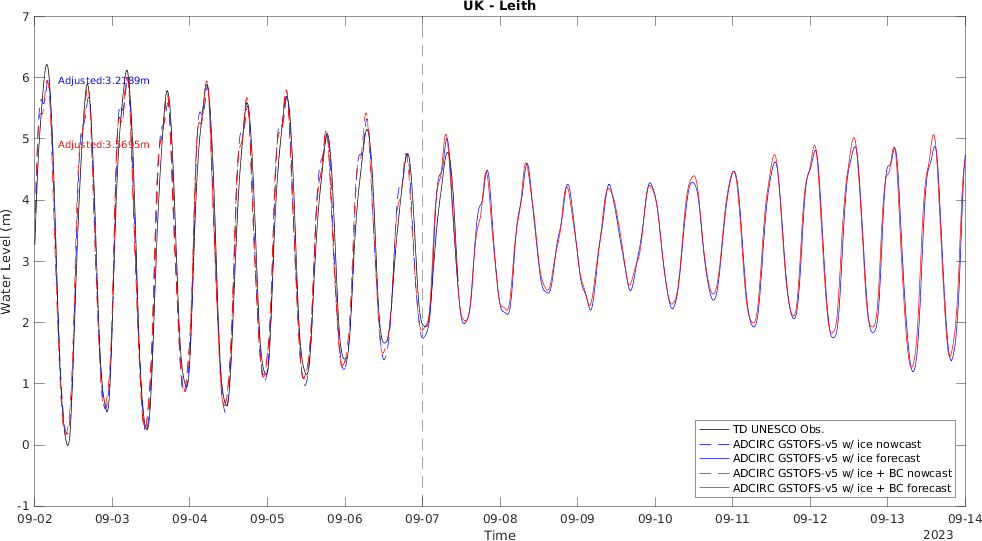 UK - Leith
7
6
5
4
3
2
1
0
-1
Water Level (m)
Adjusted:3.2189m
Adjusted:3.5695m
TD UNESCO Obs.
ADCIRC GSTOFS-v5 w/ ice nowcast
ADCIRC GSTOFS-v5 w/ ice forecast
ADCIRC GSTOFS-v5 w/ ice + BC nowcast
ADCIRC GSTOFS-v5 w/ ice + BC forecast
09-02 09-03 09-04 09-05 09-06 09-07 09-08 09-09 09-10 09-11 09-12 09-13 09-14
Time
2023